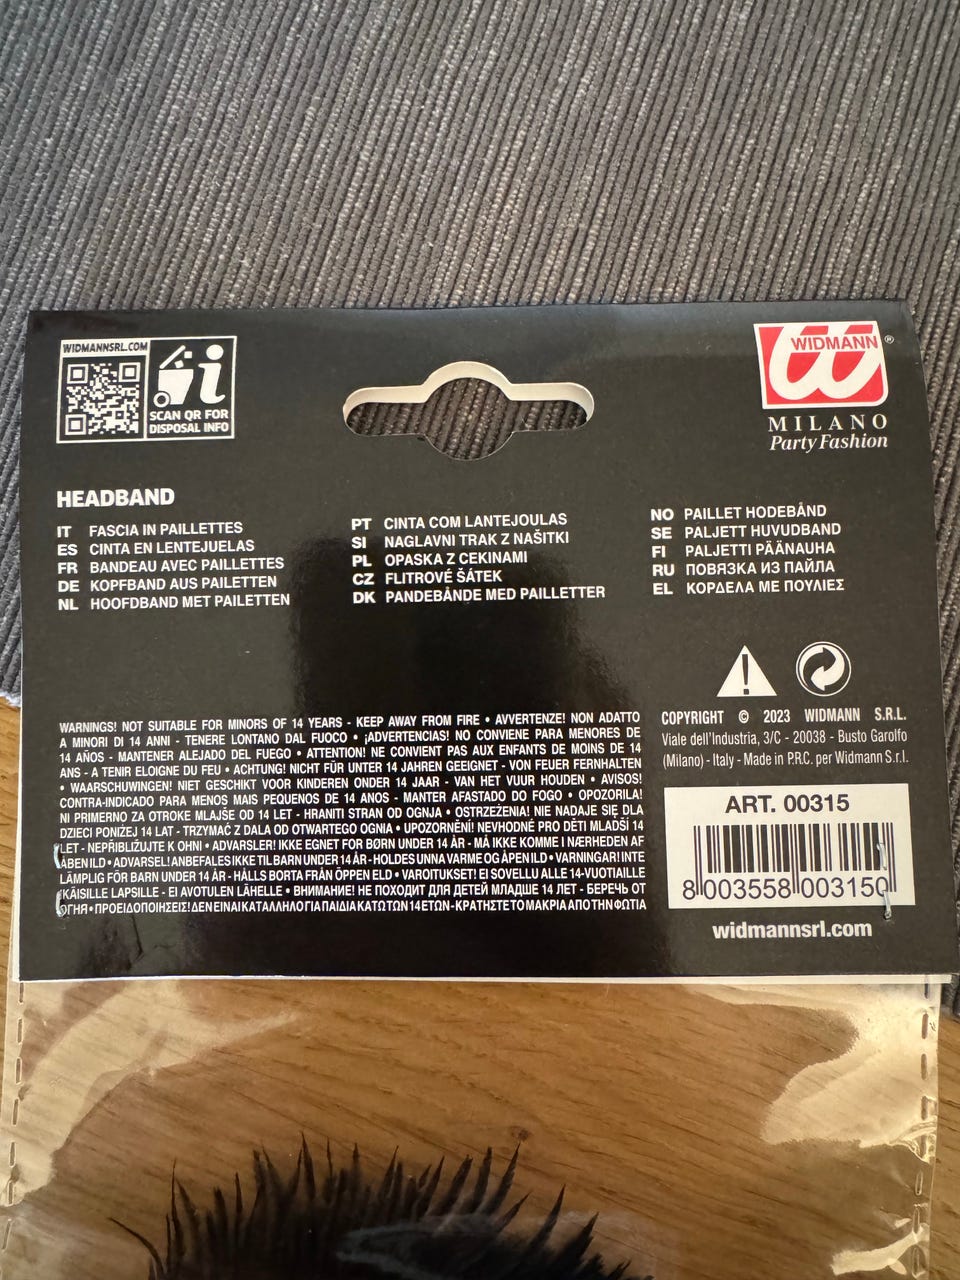 WIDMANNSRL.COM
SCAN QR FOR
DISPOSAL INFO
WIDMANN®
MILANO
Party Fashion
HEADBAND
IT FASCIA IN PAILLETTES
ES CINTA EN LENTEJUELAS
FR BANDEAU AVEC PAILLETTES
DE KOPFBAND AUS PAILETTEN
NL HOOFDBAND MET PAILETTEN
PT CINTA COM LANTEJOULAS
SI NAGLAVNI TRAK Z NAŠITKI
PL OPASKA Z CEKINAMI
CZ FLITROVÉ ŠÁTEK
DK PANDEBÅNDE MED PAILLETTER
NO PAILLET HODEBÅND
SE PALJETT HUVUDBAND
FI PALJETTI PÄÄNAUHA
RU ПОВЯЗКА ИЗ ПАЙЛА
EL ΚΟΡΔΕΛΑ ΜΕ ΠΟΥΛΙΕΣ
WARNINGS! NOT SUITABLE FOR MINORS OF 14 YEARS - KEEP AWAY FROM FIRE • AVVERTENZE! NON ADATTO
A MINORI DI 14 ANNI - TENERE LONTANO DAL FUOCO • ¡ADVERTENCIAS! NO CONVIENE PARA MENORES DE
14 AÑOS - MANTENER ALEJADO DEL FUEGO • ATTENTION! NE CONVIENT PAS AUX ENFANTS DE MOINS DE 14
ANS - A TENIR ELOIGNE DU FEU • ACHTUNG! NICHT FÜR UNTER 14 JAHREN GEEIGNET - VON FEUER FERNHALTEN
• WAARSCHUWINGEN! NIET GESCHIKT VOOR KINDEREN ONDER 14 JAAR - VAN HET VUUR HOUDEN • AVISOS!
CONTRA-INDICADO PARA MENOS MAIS PEQUENOS DE 14 ANOS - MANTER AFASTADO DO FOGO • OPOZORILA!
NI PRIMERNO ZA OTROKE MLAJŠE OD 14 LET - HRANITI STRAN OD OGNJA • OSTRZEŻENIA! NIE NADAJE SIĘ DLA
DZIECI PONIŻEJ 14 LAT - TRZYMAĆ Z DALA OD OTWARTEGO OGNIA • UPOZORNĚNÍ! NEVHODNÉ PRO DĚTI MLADŠÍ 14
LET - NEPŘIBLIŽUJTE K OHNI • ADVARSLER! IKKE EGNET FOR BØRN UNDER 14 ÅR - MÅ IKKE KOMME I NÆRHEDEN AF
ÅBEN ILD • ADVARSEL! ANBEFALES IKKE TIL BARN UNDER 14 ÅR - HOLDES UNNA VARME OG ÅPEN ILD • VARNINGAR! INTE
LÄMPLIG FÖR BARN UNDER 14 ÅR - HÅLLS BORTA FRÅN ÖPPEN ELD • VAROITUKSET! EI SOVELLU ALLE 14-VUOTIAILLE
KÄISILLE LAPSILLE - EI AVOTULEN LÄHELLE • ВНИМАНИЕ! НЕ ПОХОДИТ ДЛЯ ДЕТЕЙ МЛАДШЕ 14 ЛЕТ - БЕРЕЧЬ ОТ
ОГНЯ • ΠΡΟΕΙΔΟΠΟΙΗΣΕΙΣ! ΔΕΝ ΕΙΝΑΙ ΚΑΤΑΛΛΗΛΟ ΓΙΑ ΠΑΙΔΙΑ ΚΑΤΩ ΤΩΝ 14 ΕΤΩΝ - ΚΡΑΤΗΣΤΕ ΤΟ ΜΑΚΡΙΑ ΑΠΟ ΤΗΝ ΦΩΤΙΑ
COPYRIGHT © 2023 WIDMANN S.R.L.
Viale dell'Industria, 3/C - 20038 - Busto Garolfo
(Milano) - Italy - Made in P.R.C. per Widmann S.r.l.
ART. 00315
8 003558 003150
widmannsrl.com